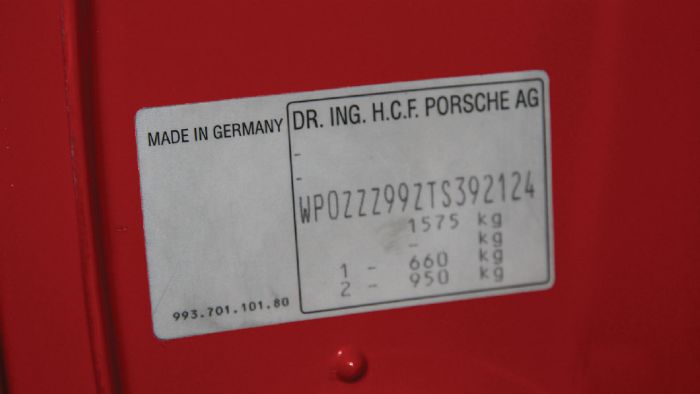 MADE IN GERMANY
DR. ING. H.C.F. PORSCHE AG
-
-
WP0ZZZ99ZTS392124
1575 kg
- kg
1 - 660 kg
2 - 950 kg
993.701.101.80